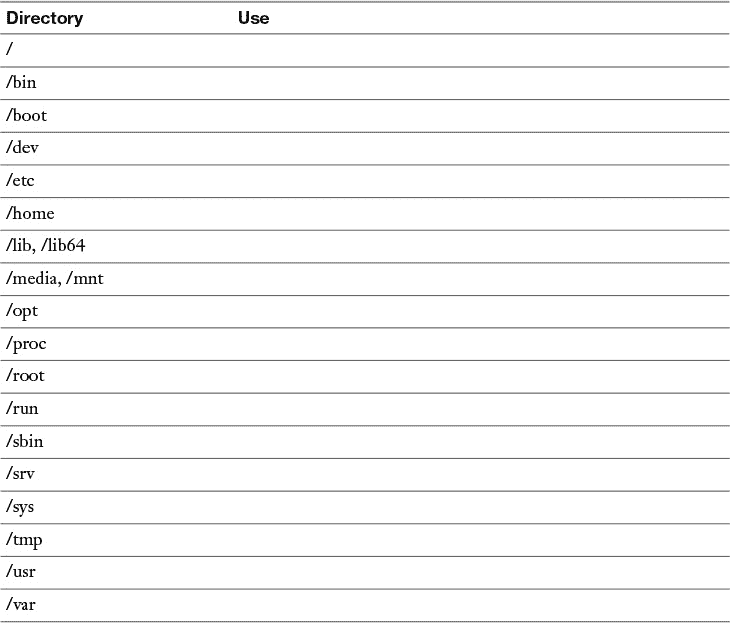 Directory Use
/
/bin
/boot
/dev
/etc
/home
/lib, /lib64
/media, /mnt
/opt
/proc
/root
/run
/sbin
/srv
/sys
/tmp
/usr
/var